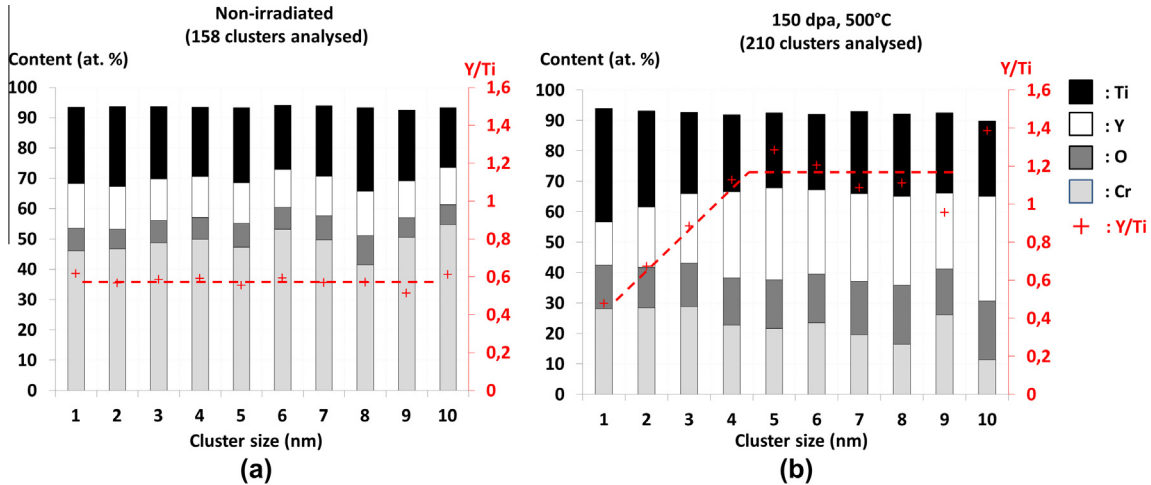 Non-irradiated
(158 clusters analysed)
Content (at. %)
Y/Ti
100
90
80
70
60
50
40
30
20
10
0
1,6
1,4
1,2
1
0,8
0,6
0,4
0,2
0
1 2 3 4 5 6 7 8 9 10
Cluster size (nm)
(a)
150 dpa, 500°C
(210 clusters analysed)
Content (at. %)
Y/Ti
100
90
80
70
60
50
40
30
20
10
0
1,6
1,4
1,2
1
0,8
0,6
0,4
0,2
0
1 2 3 4 5 6 7 8 9 10
Cluster size (nm)
(b)
: Ti
: Y
: O
: Cr
: Y/Ti